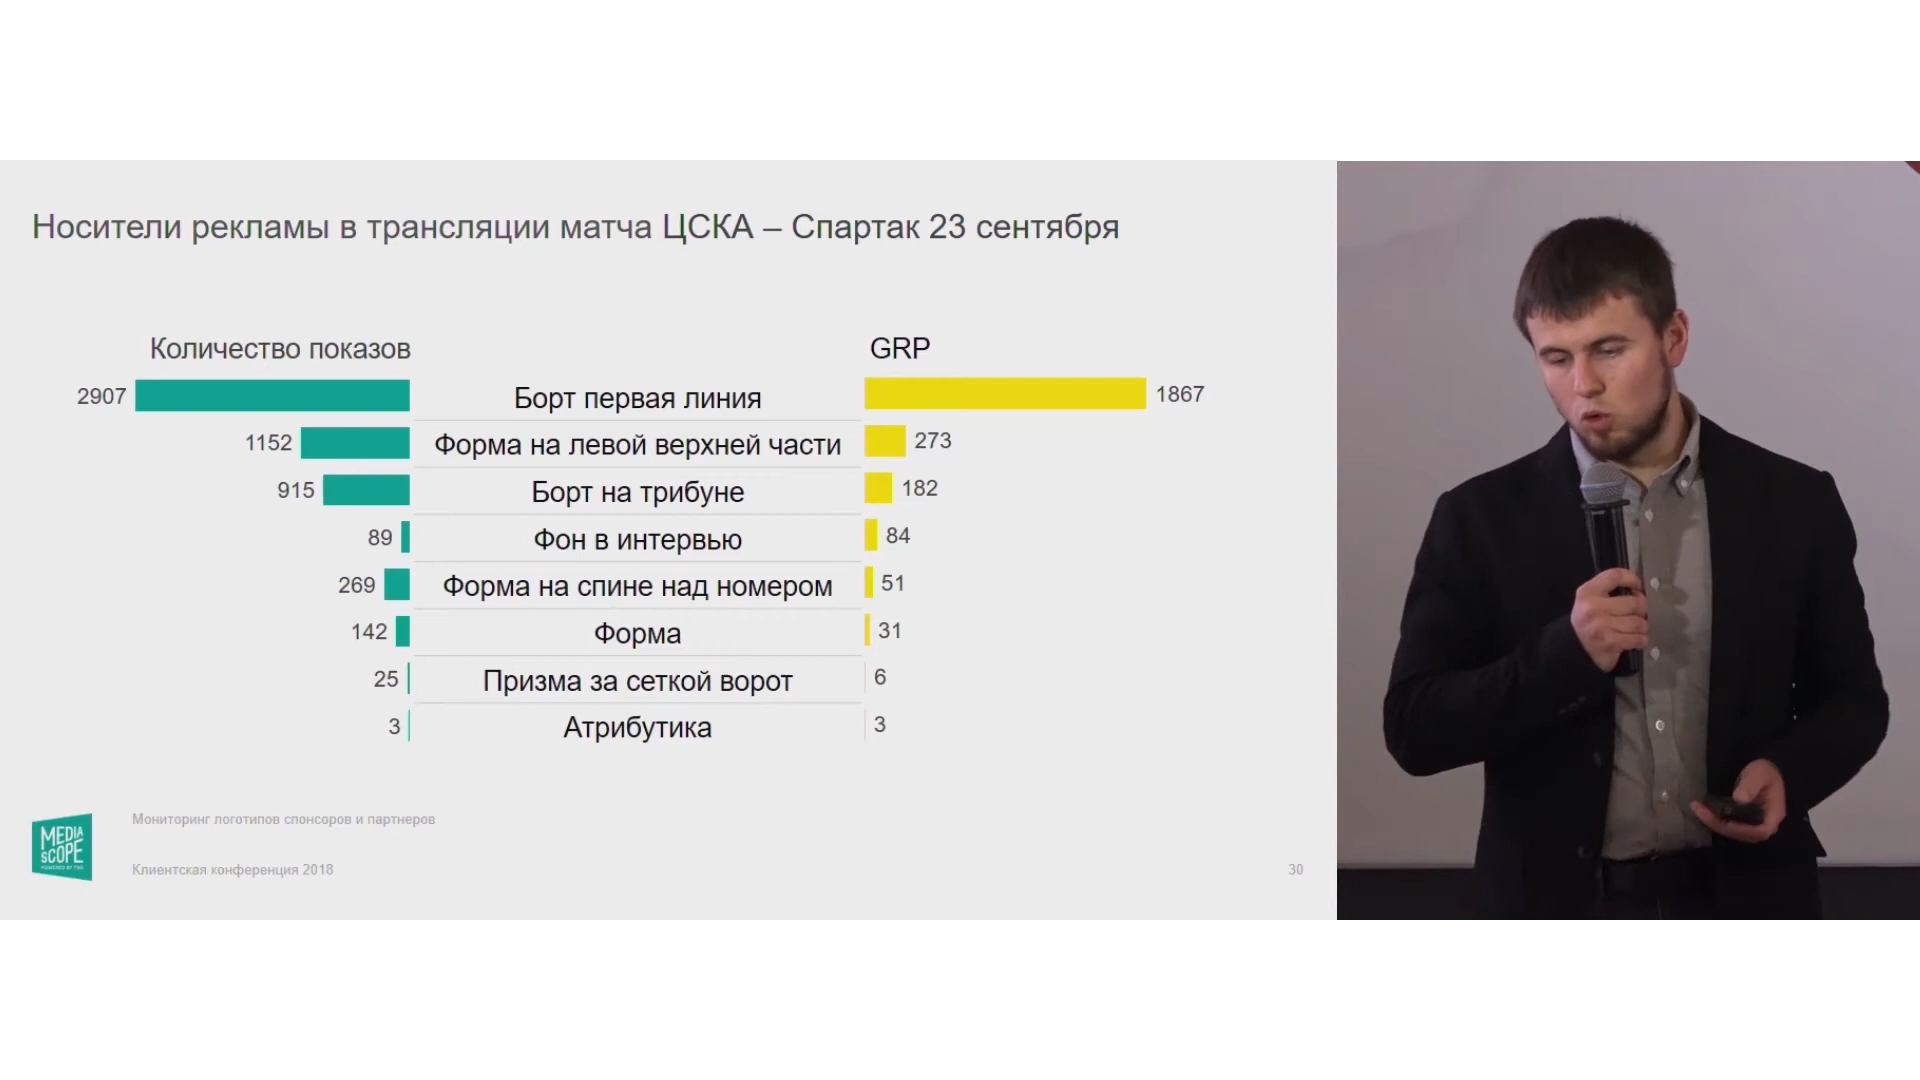 Носители рекламы в трансляции матча ЦСКА – Спартак 23 сентября
Количество показов
GRP
2907 Борт первая линия 1867
1152 Форма на левой верхней части 273
915 Борт на трибуне 182
89 Фон в интервью 84
269 Форма на спине над номером 51
142 Форма 31
25 Призма за сеткой ворот 6
3 Атрибутика 3
MEDIA
SCOPE
Мониторинг логотипов спонсоров и партнеров
Клиентская конференция 2018
30